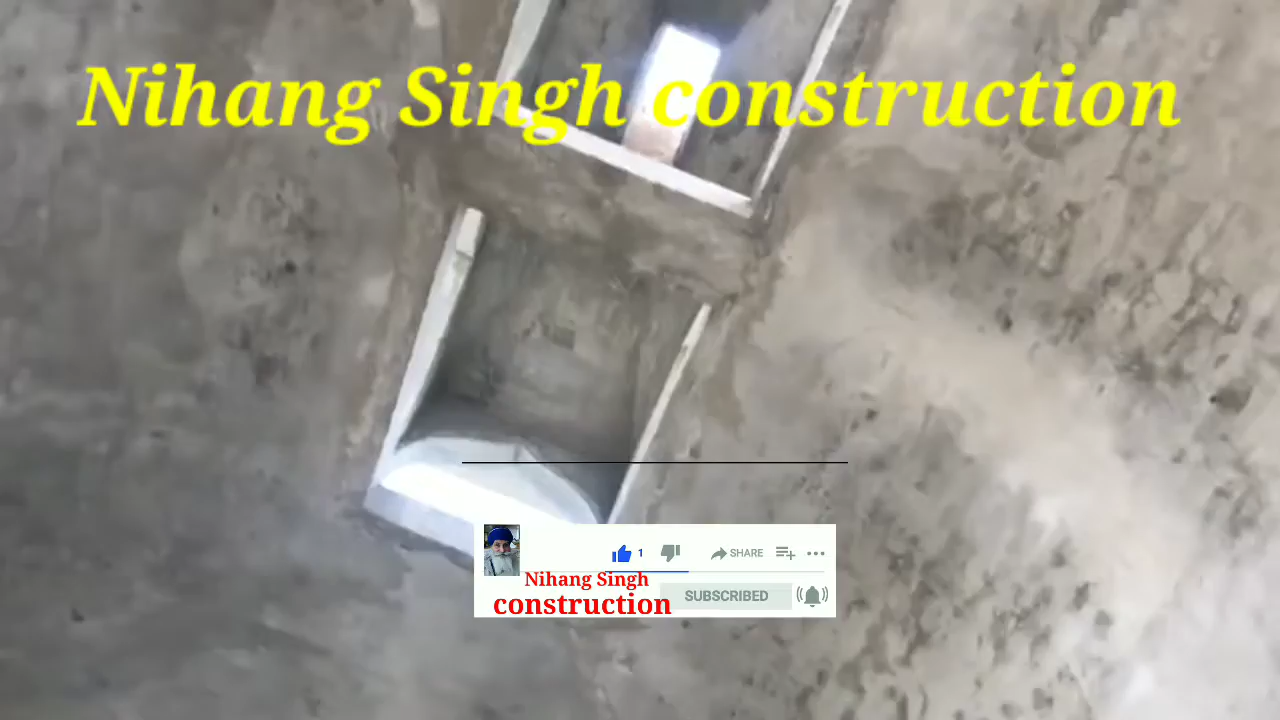 Nihang Singh construction
1
SHARE
Nihang Singh
construction
SUBSCRIBED